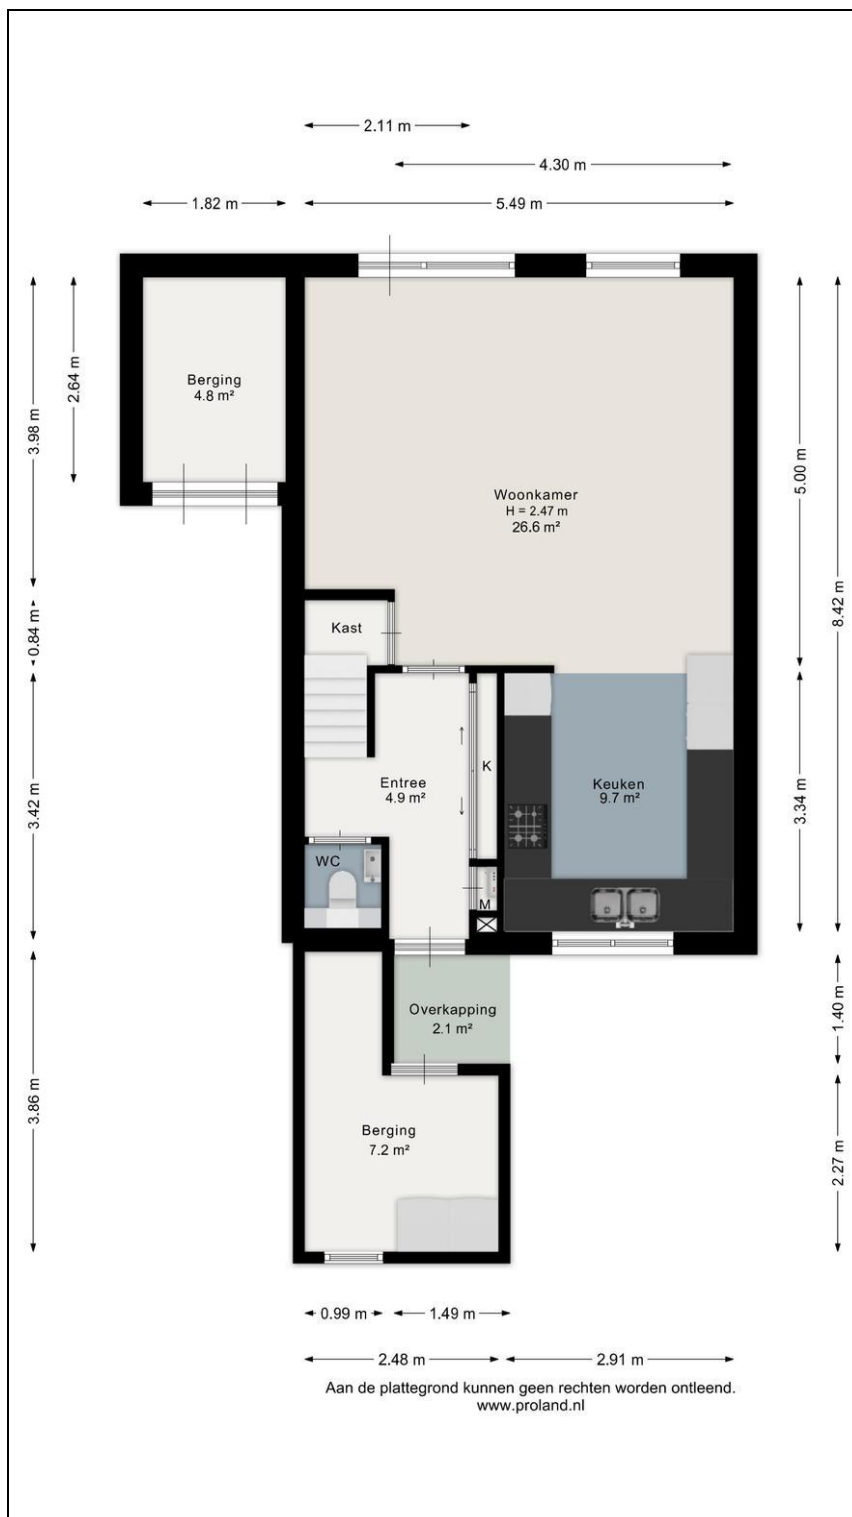 2.11 m
4.30 m
1.82 m
5.49 m
3.98 m
2.64 m
Berging
4.8 m²
Woonkamer
H = 2.47 m
26.6 m²
5.00 m
8.42 m
0.84 m
Kast
3.42 m
Entree
4.9 m²
K
Keuken
9.7 m²
3.34 m
WC
M
Overkapping
2.1 m²
1.40 m
3.86 m
Berging
7.2 m²
2.27 m
0.99 m
1.49 m
2.48 m
2.91 m
Aan de plattegrond kunnen geen rechten worden ontleend.
www.proland.nl